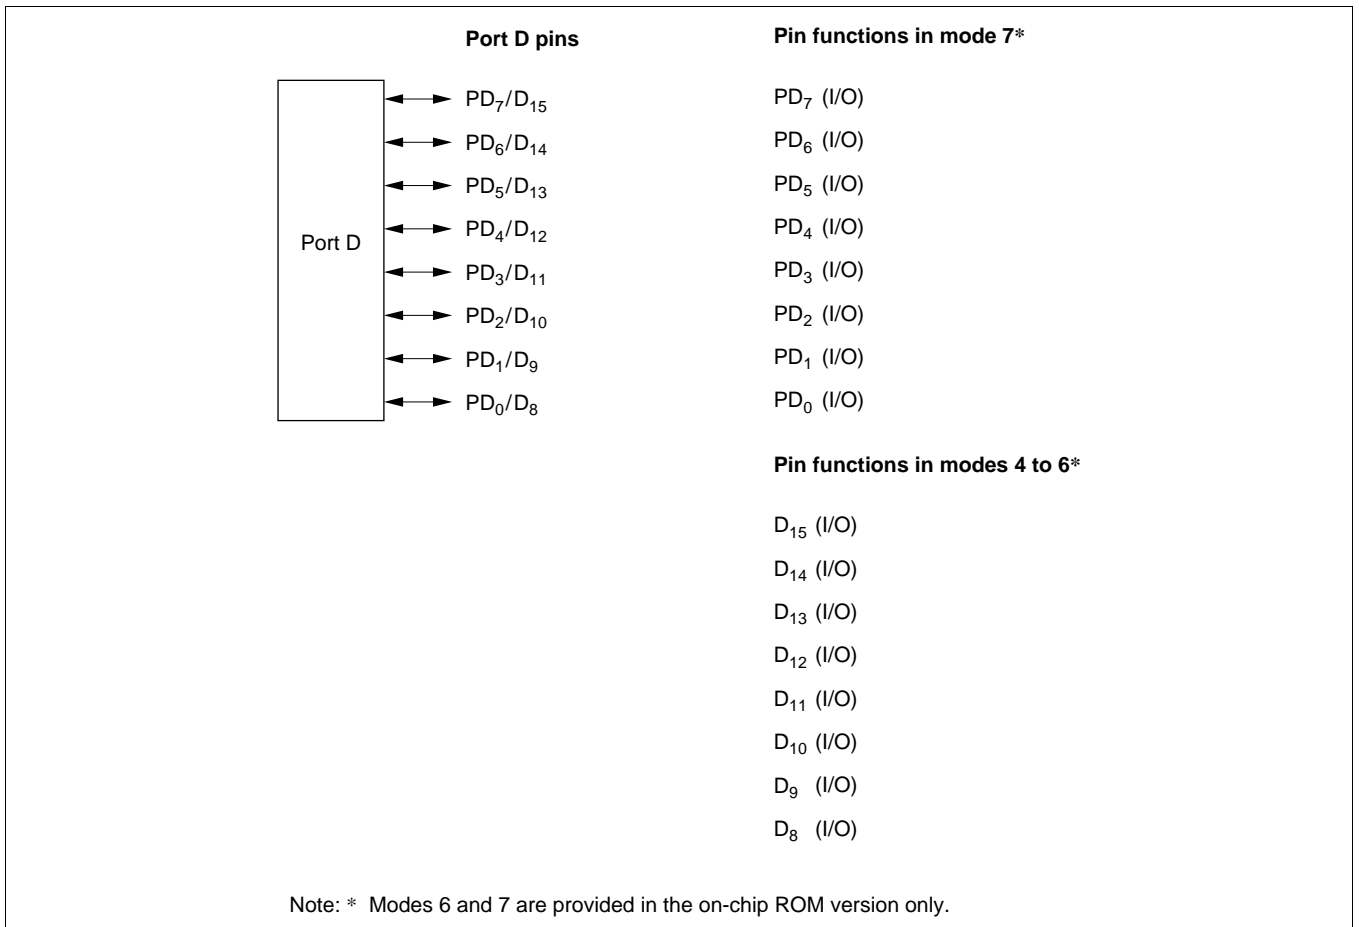 Port D pins
Pin functions in mode 7*
Port D
PD₇/D₁₅
PD₇ (I/O)
PD₆/D₁₄
PD₆ (I/O)
PD₅/D₁₃
PD₅ (I/O)
PD₄/D₁₂
PD₄ (I/O)
PD₃/D₁₁
PD₃ (I/O)
PD₂/D₁₀
PD₂ (I/O)
PD₁/D₉
PD₁ (I/O)
PD₀/D₈
PD₀ (I/O)
Pin functions in modes 4 to 6*
D₁₅ (I/O)
D₁₄ (I/O)
D₁₃ (I/O)
D₁₂ (I/O)
D₁₁ (I/O)
D₁₀ (I/O)
D₉ (I/O)
D₈ (I/O)
Note: * Modes 6 and 7 are provided in the on-chip ROM version only.